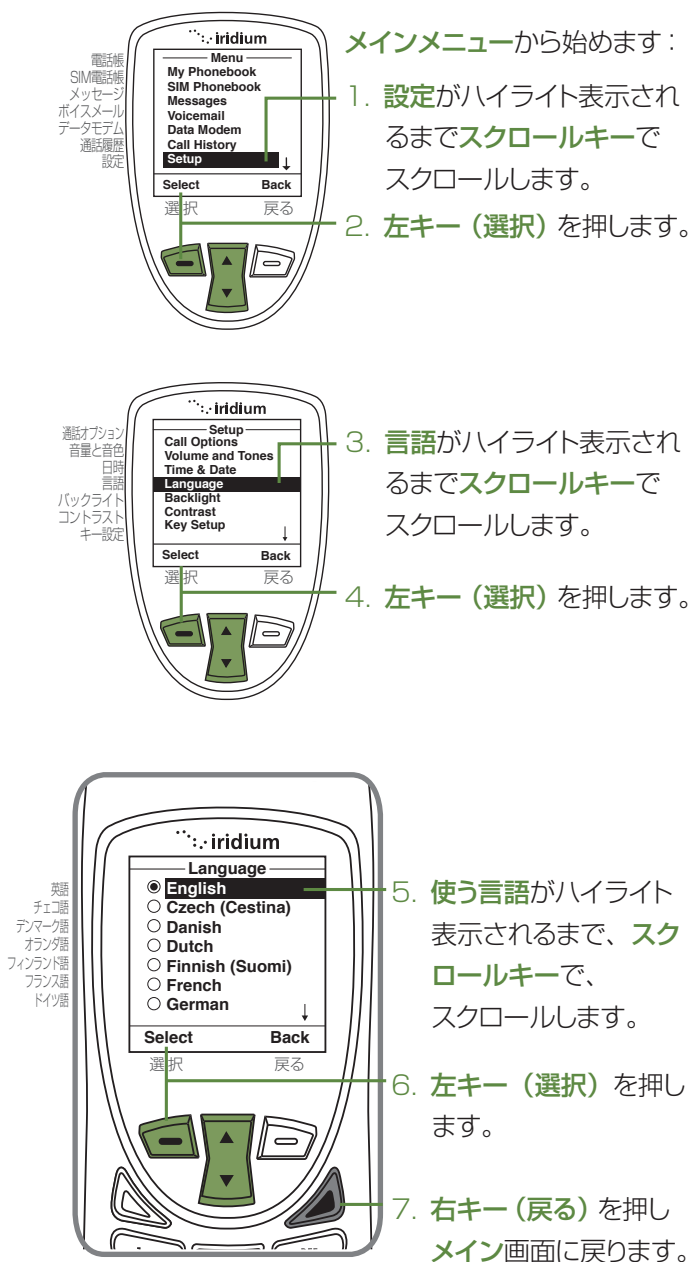 iridium
Menu
My Phonebook
SIM Phonebook
Messages
Voicemail
Data Modem
Call History
Setup
Select Back
選択 戻る
電話帳
SIM電話帳
メッセージ
ボイスメール
データモデム
通話履歴
設定
メインメニューから始めます：
1. 設定がハイライト表示され
るまでスクロールキーで
スクロールします。
2. 左キー（選択）を押します。
iridium
Setup
Call Options
Volume and Tones
Time & Date
Language
Backlight
Contrast
Key Setup
Select Back
選択 戻る
通話オプション
音量と音色
日時
言語
バックライト
コントラスト
キー設定
3. 言語がハイライト表示され
るまでスクロールキーで
スクロールします。
4. 左キー（選択）を押します。
iridium
Language
English
Czech (Cestina)
Danish
Dutch
Finnish (Suomi)
French
German
Select Back
選択 戻る
英語
チェコ語
デンマーク語
オランダ語
フィンランド語
フランス語
ドイツ語
5. 使う言語がハイライト
表示されるまで、スク
ロールキーで、
スクロールします。
6. 左キー（選択）を押し
ます。
7. 右キー（戻る）を押し
メイン画面に戻ります。